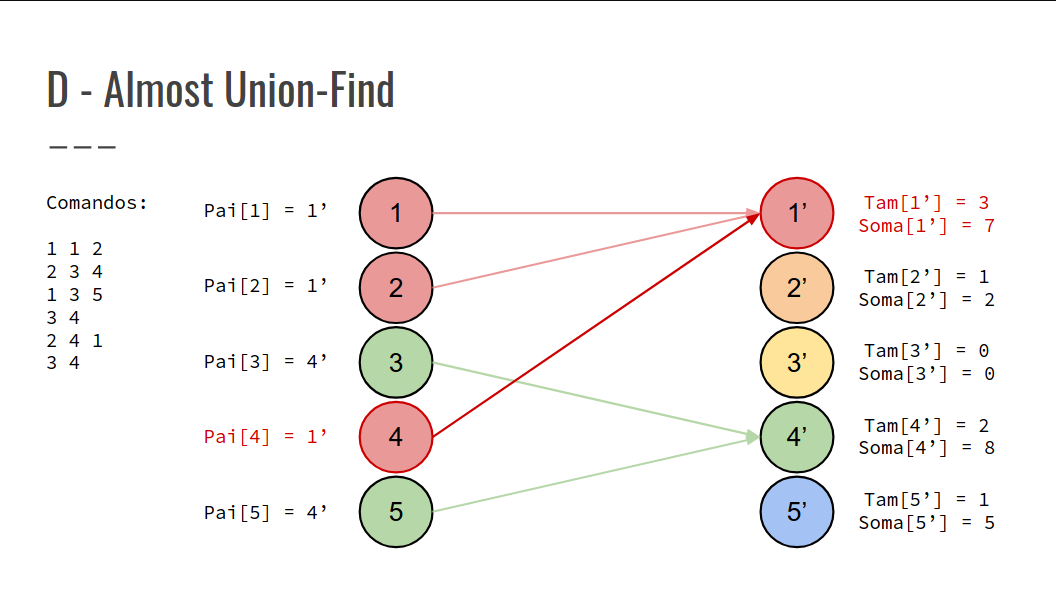 D - Almost Union-Find
Comandos:
1 1 2
2 3 4
1 3 5
3 4
2 4 1
3 4
Pai[1] = 1’
Pai[2] = 1’
Pai[3] = 4’
Pai[4] = 1’
Pai[5] = 4’
1
2
3
4
5
1’
2’
3’
4’
5’
Tam[1’] = 3
Soma[1’] = 7
Tam[2’] = 1
Soma[2’] = 2
Tam[3’] = 0
Soma[3’] = 0
Tam[4’] = 2
Soma[4’] = 8
Tam[5’] = 1
Soma[5’] = 5